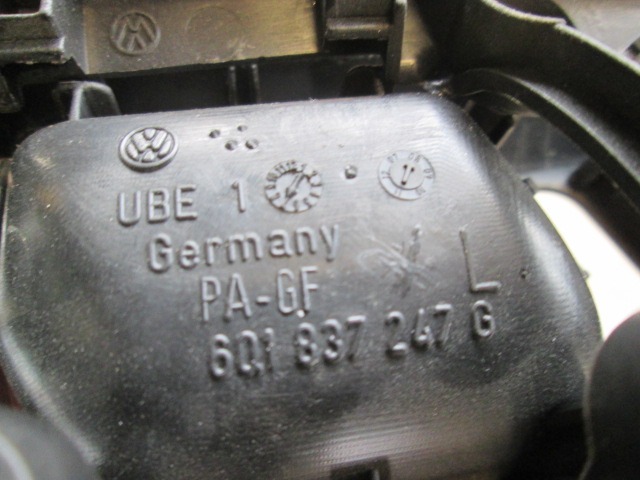 UBE 1
Germany
PA-GF L
6Q1 837 247 G